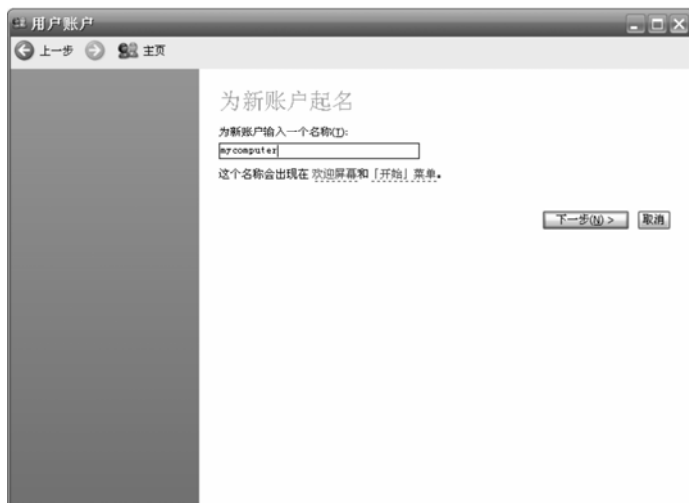 用户账户
上一步 主页
为新账户起名
为新账户输入一个名称(T):
mycomputer
这个名称会出现在 欢迎屏幕和「开始」菜单。
下一步(N) > 取消